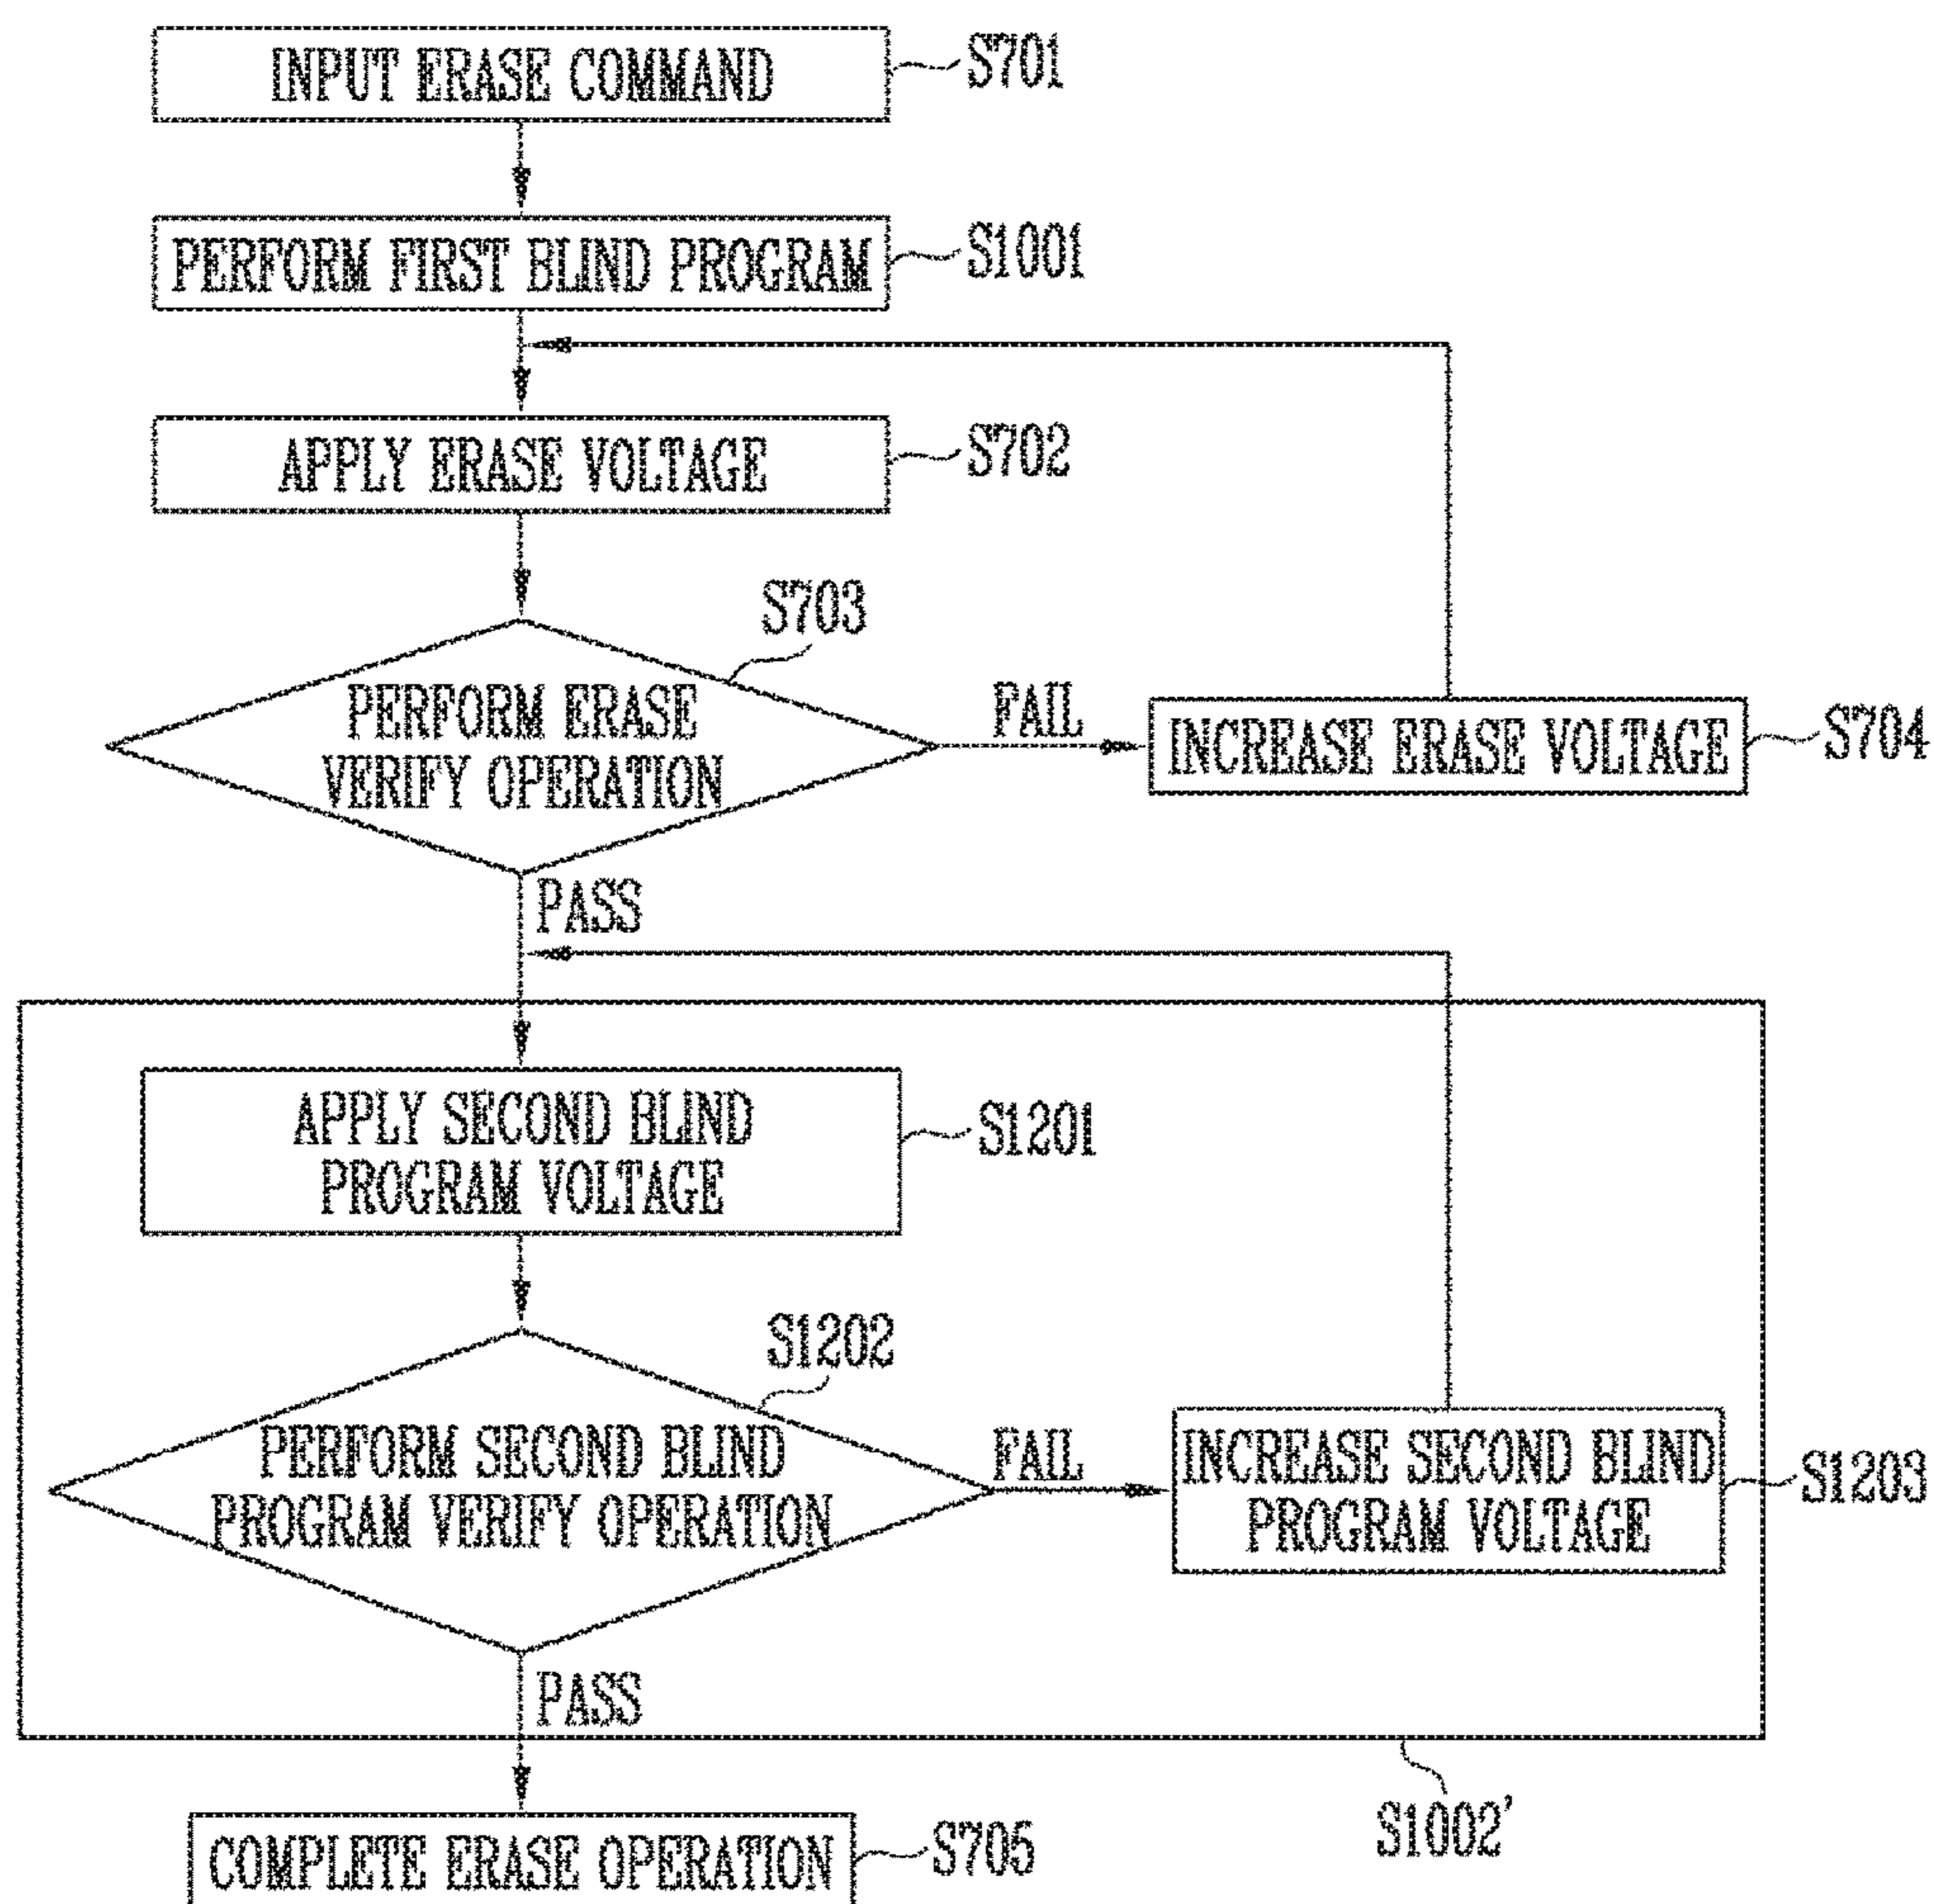 INPUT ERASE COMMAND
S701
PERFORM FIRST BLIND PROGRAM
S1001
APPLY ERASE VOLTAGE
S702
S703
PERFORM ERASE
VERIFY OPERATION
FAIL
INCREASE ERASE VOLTAGE
S704
PASS
APPLY SECOND BLIND
PROGRAM VOLTAGE
S1201
S1202
PERFORM SECOND BLIND
PROGRAM VERIFY OPERATION
FAIL
INCREASE SECOND BLIND
PROGRAM VOLTAGE
S1203
PASS
S1002'
COMPLETE ERASE OPERATION
S705